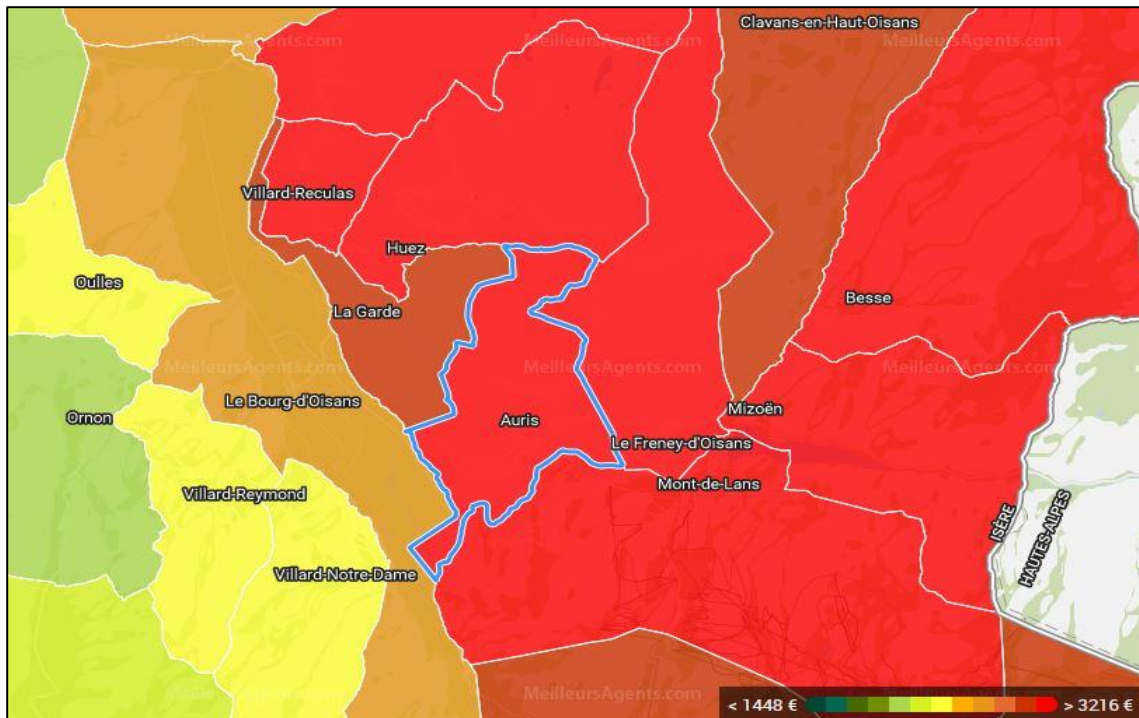 Clavans-en-Haut-Oisans
MeilleursAgents.com
MeilleursAgents.com
Villard-Reculas
Huez
Oulles
La Garde
Besse
MeilleursAgents.com
MeilleursAgents.com
MeilleursAgents.com
Le Bourg-d'Oisans
Mizoën
Ornon
Auris
Le Freney-d'Oisans
Mont-de-Lans
Villard-Reymond
ISÈRE
HAUTES-ALPES
Villard-Notre-Dame
MeilleursAgents.com
MeilleursAgents.com
MeilleursAgents.com
< 1448 €
> 3216 €